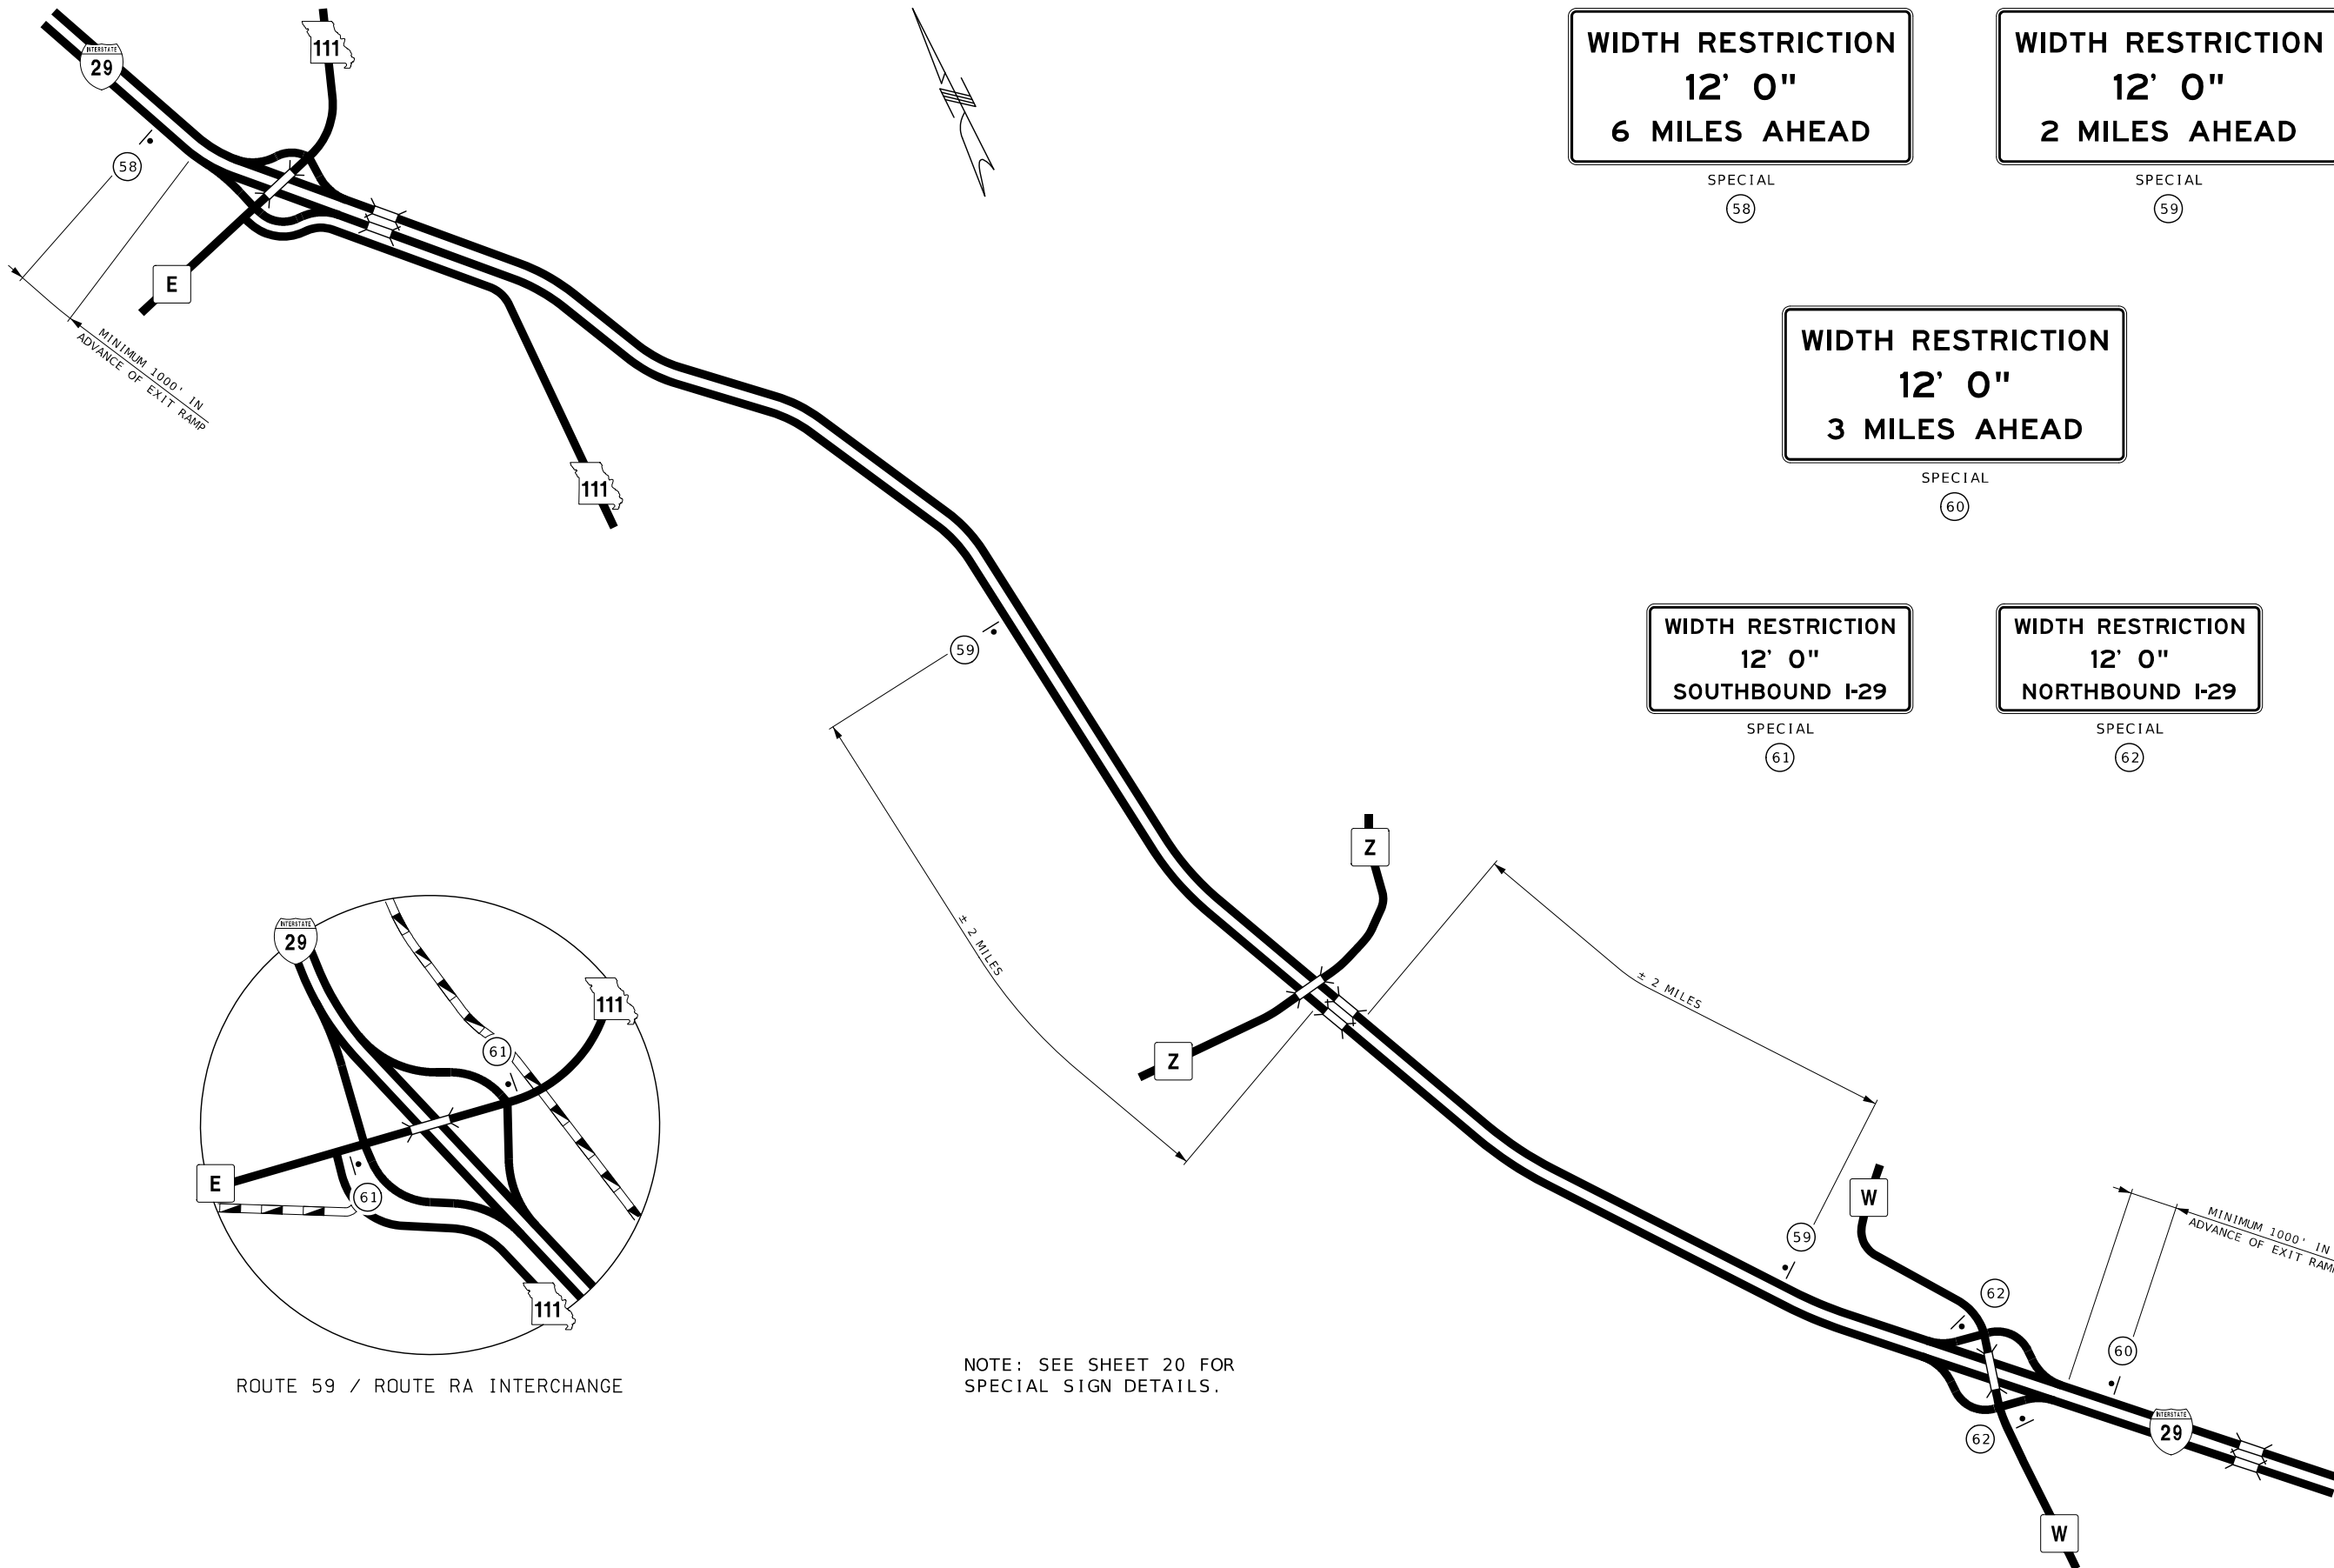 INTERSTATE
29
111
58
E
MINIMUM 1000' IN
ADVANCE OF EXIT RAMP
111
WIDTH RESTRICTION
12' 0"
6 MILES AHEAD
SPECIAL
58
WIDTH RESTRICTION
12' 0"
2 MILES AHEAD
SPECIAL
59
WIDTH RESTRICTION
12' 0"
3 MILES AHEAD
SPECIAL
60
WIDTH RESTRICTION
12' 0"
SOUTHBOUND I-29
SPECIAL
61
WIDTH RESTRICTION
12' 0"
NORTHBOUND I-29
SPECIAL
62
59
± 2 MILES
Z
Z
± 2 MILES
59
W
62
MINIMUM 1000' IN
ADVANCE OF EXIT RAMP
60
62
INTERSTATE
29
W
INTERSTATE
29
111
61
E
61
111
ROUTE 59 / ROUTE RA INTERCHANGE
NOTE: SEE SHEET 20 FOR
SPECIAL SIGN DETAILS.